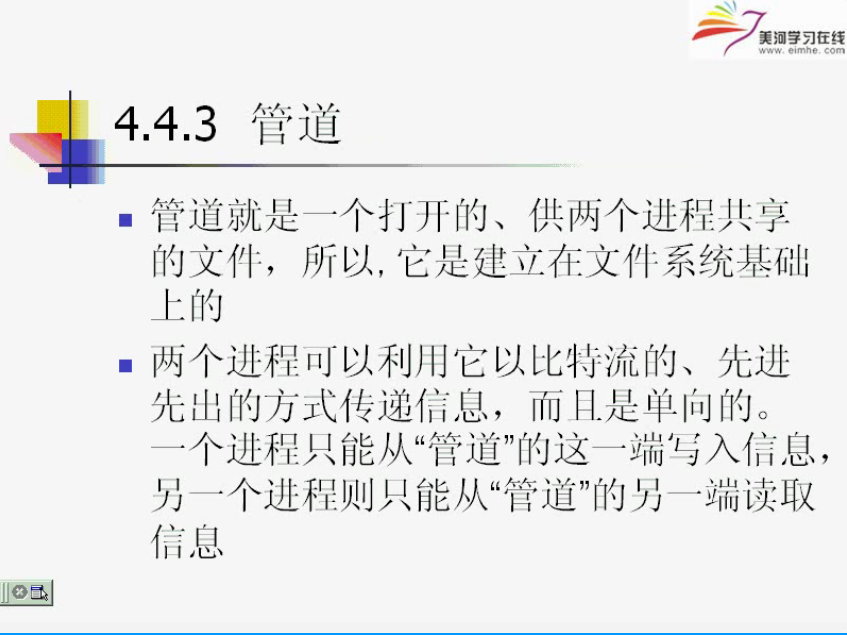 美河学习在线
www.eimhe.com
4.4.3 管道
管道就是一个打开的、供两个进程共享
的文件，所以,它是建立在文件系统基础
上的
两个进程可以利用它以比特流的、先进
先出的方式传递信息，而且是单向的。
一个进程只能从“管道”的这一端写入信息，
另一个进程则只能从“管道”的另一端读取
信息